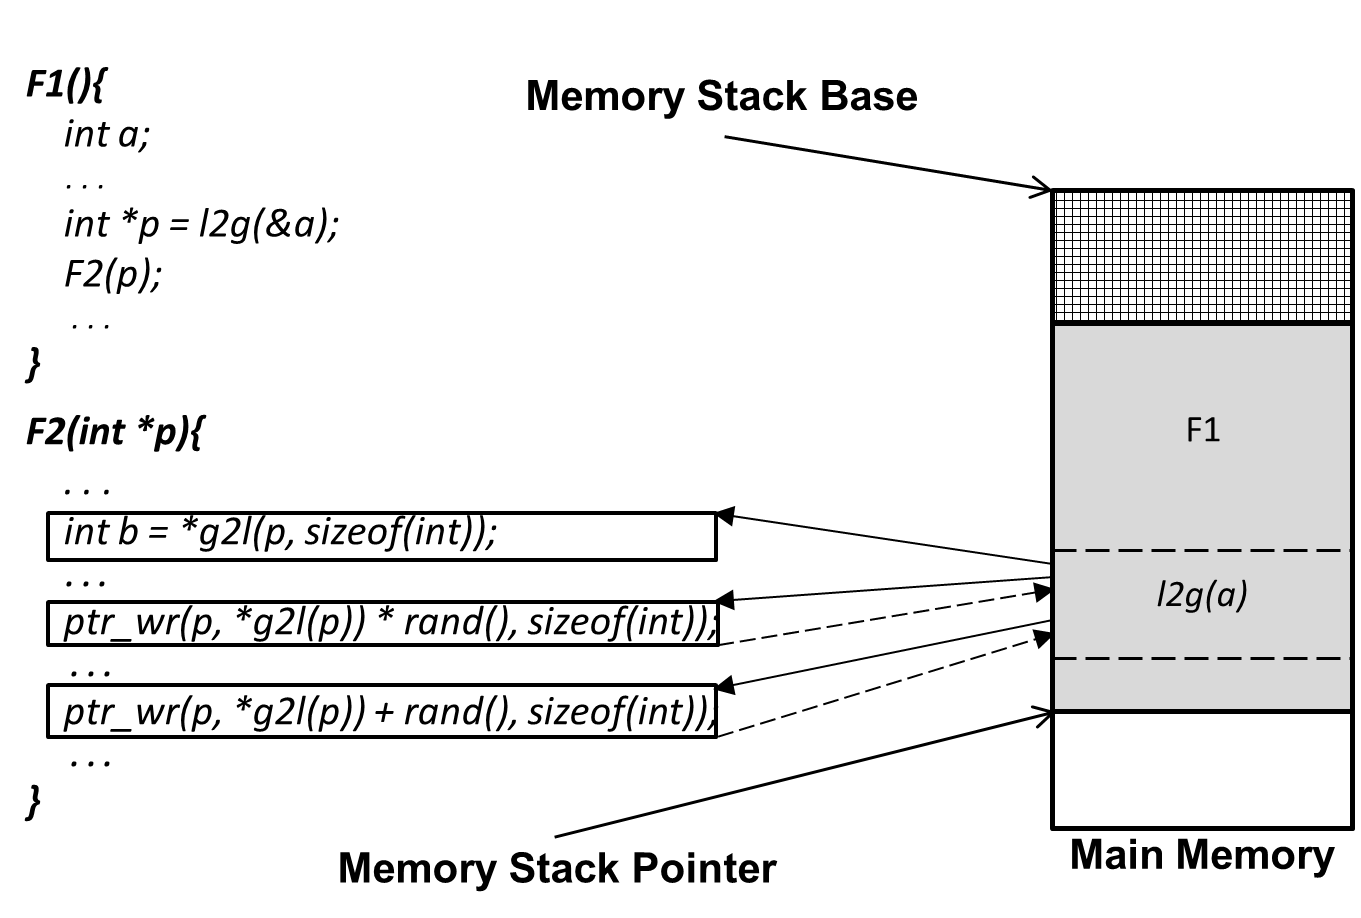 F1(){
int a;
. . .
int *p = l2g(&a);
F2(p);
. . .
}
F2(int *p){
. . .
int b = *g2l(p, sizeof(int));
. . .
ptr_wr(p, *g2l(p)) * rand(), sizeof(int));
. . .
ptr_wr(p, *g2l(p)) + rand(), sizeof(int));
. . .
}
Memory Stack Base
F1
l2g(a)
Memory Stack Pointer
Main Memory